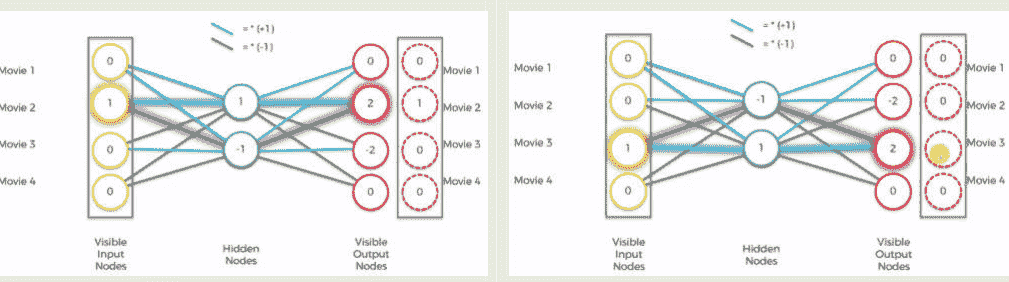 = * (+1)
= * (-1)
Movie 1 0 0 0 Movie 1
Movie 2 1 1 2 1 Movie 2
Movie 3 0 -1 -2 0 Movie 3
Movie 4 0 0 0 Movie 4
Visible Input Nodes
Hidden Nodes
Visible Output Nodes
= * (+1)
= * (-1)
Movie 1 0 0 0 Movie 1
Movie 2 0 -1 -2 0 Movie 2
Movie 3 1 1 2 Movie 3
Movie 4 0 0 0 Movie 4
Visible Input Nodes
Hidden Nodes
Visible Output Nodes